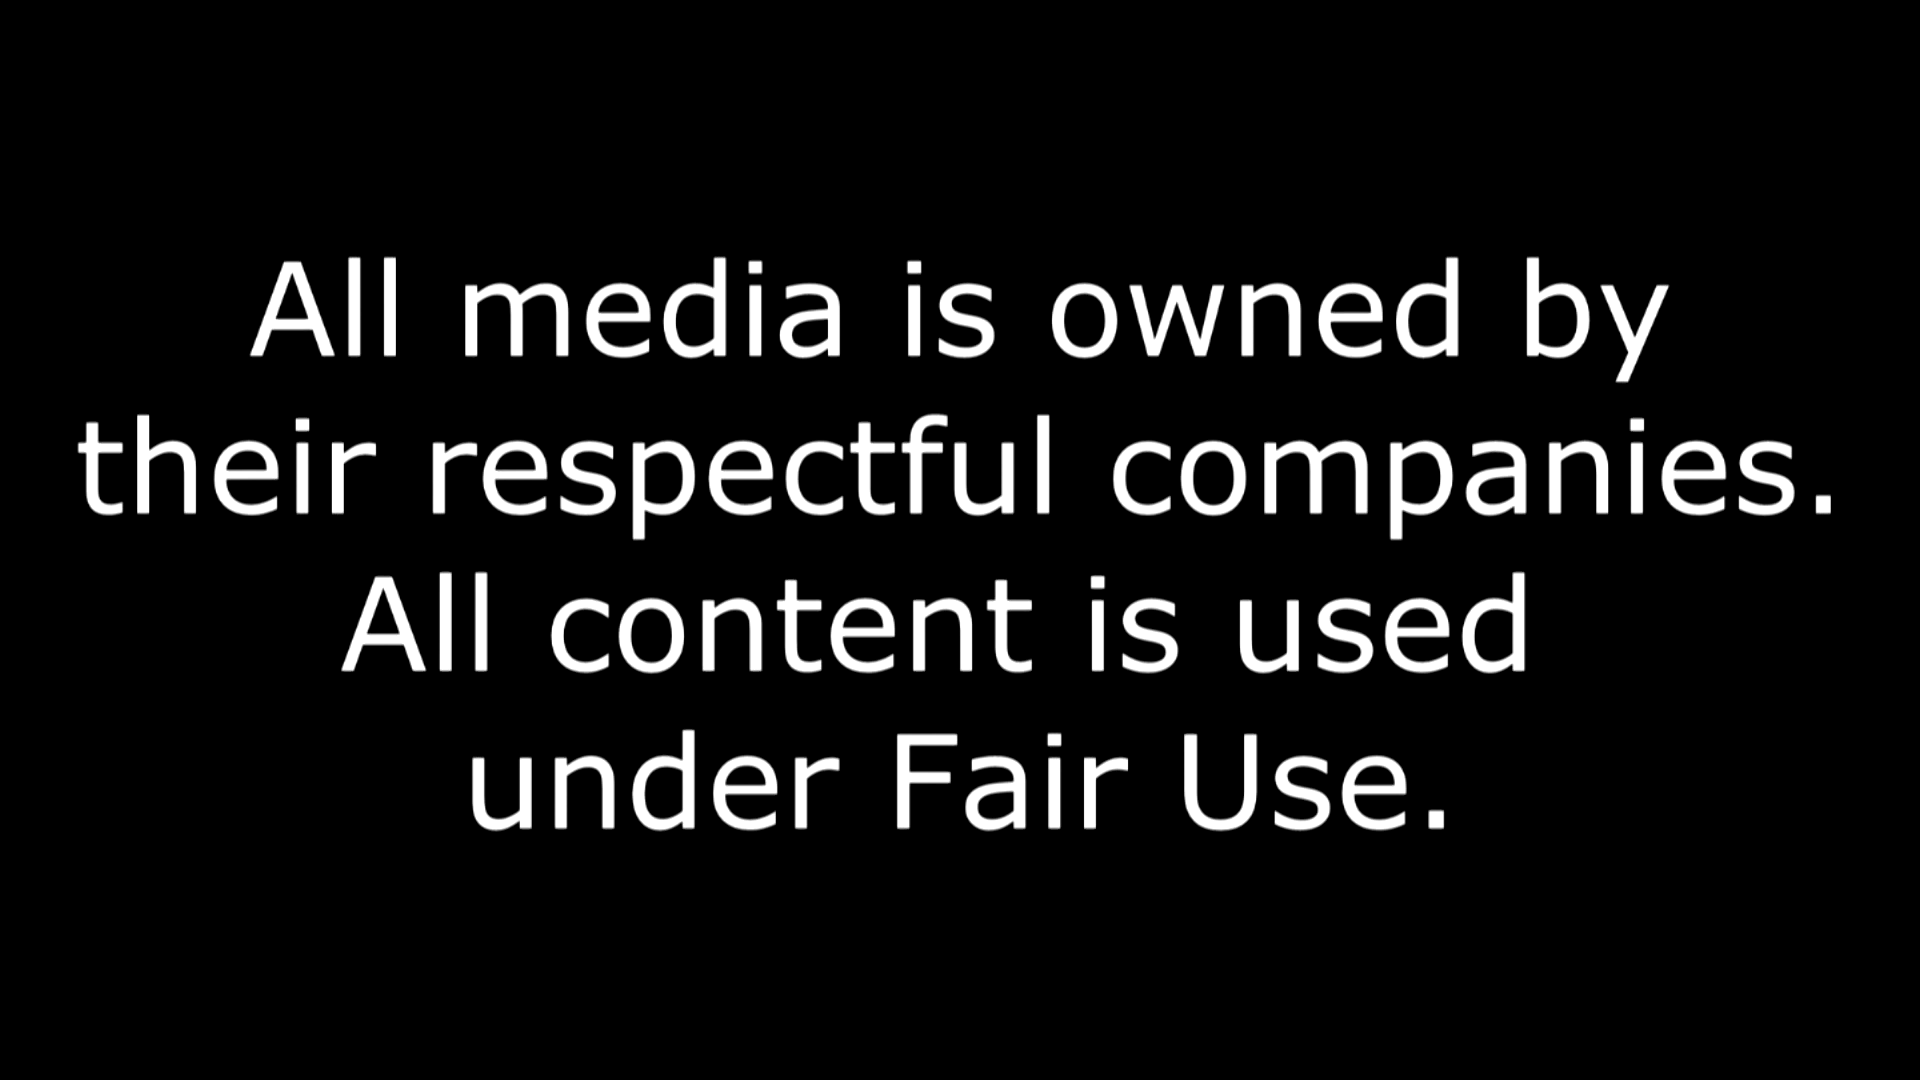 All media is owned by
their respectful companies.
All content is used
under Fair Use.